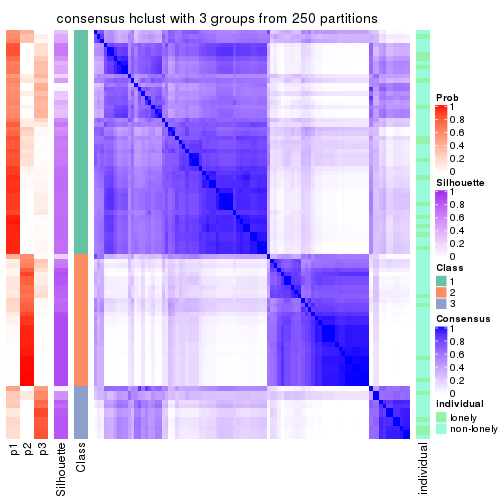 consensus hclust with 3 groups from 250 partitions
Prob
1
0.8
0.6
0.4
0.2
0
Silhouette
1
0.8
0.6
0.4
0.2
0
Class
1
2
3
Consensus
1
0.8
0.6
0.4
0.2
0
individual
lonely
non-lonely
p1
p2
p3
Silhouette
Class
individual